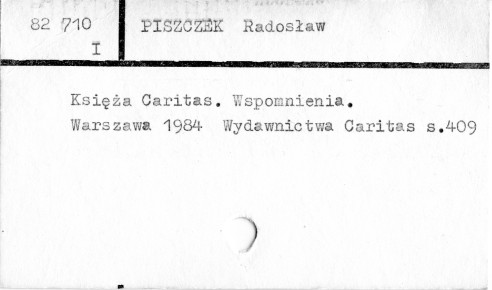 82 710
I
PISZCZEK Radosław
Księża Caritas. Wspomnienia.
Warszawa 1984 Wydawnictwa Caritas s.409